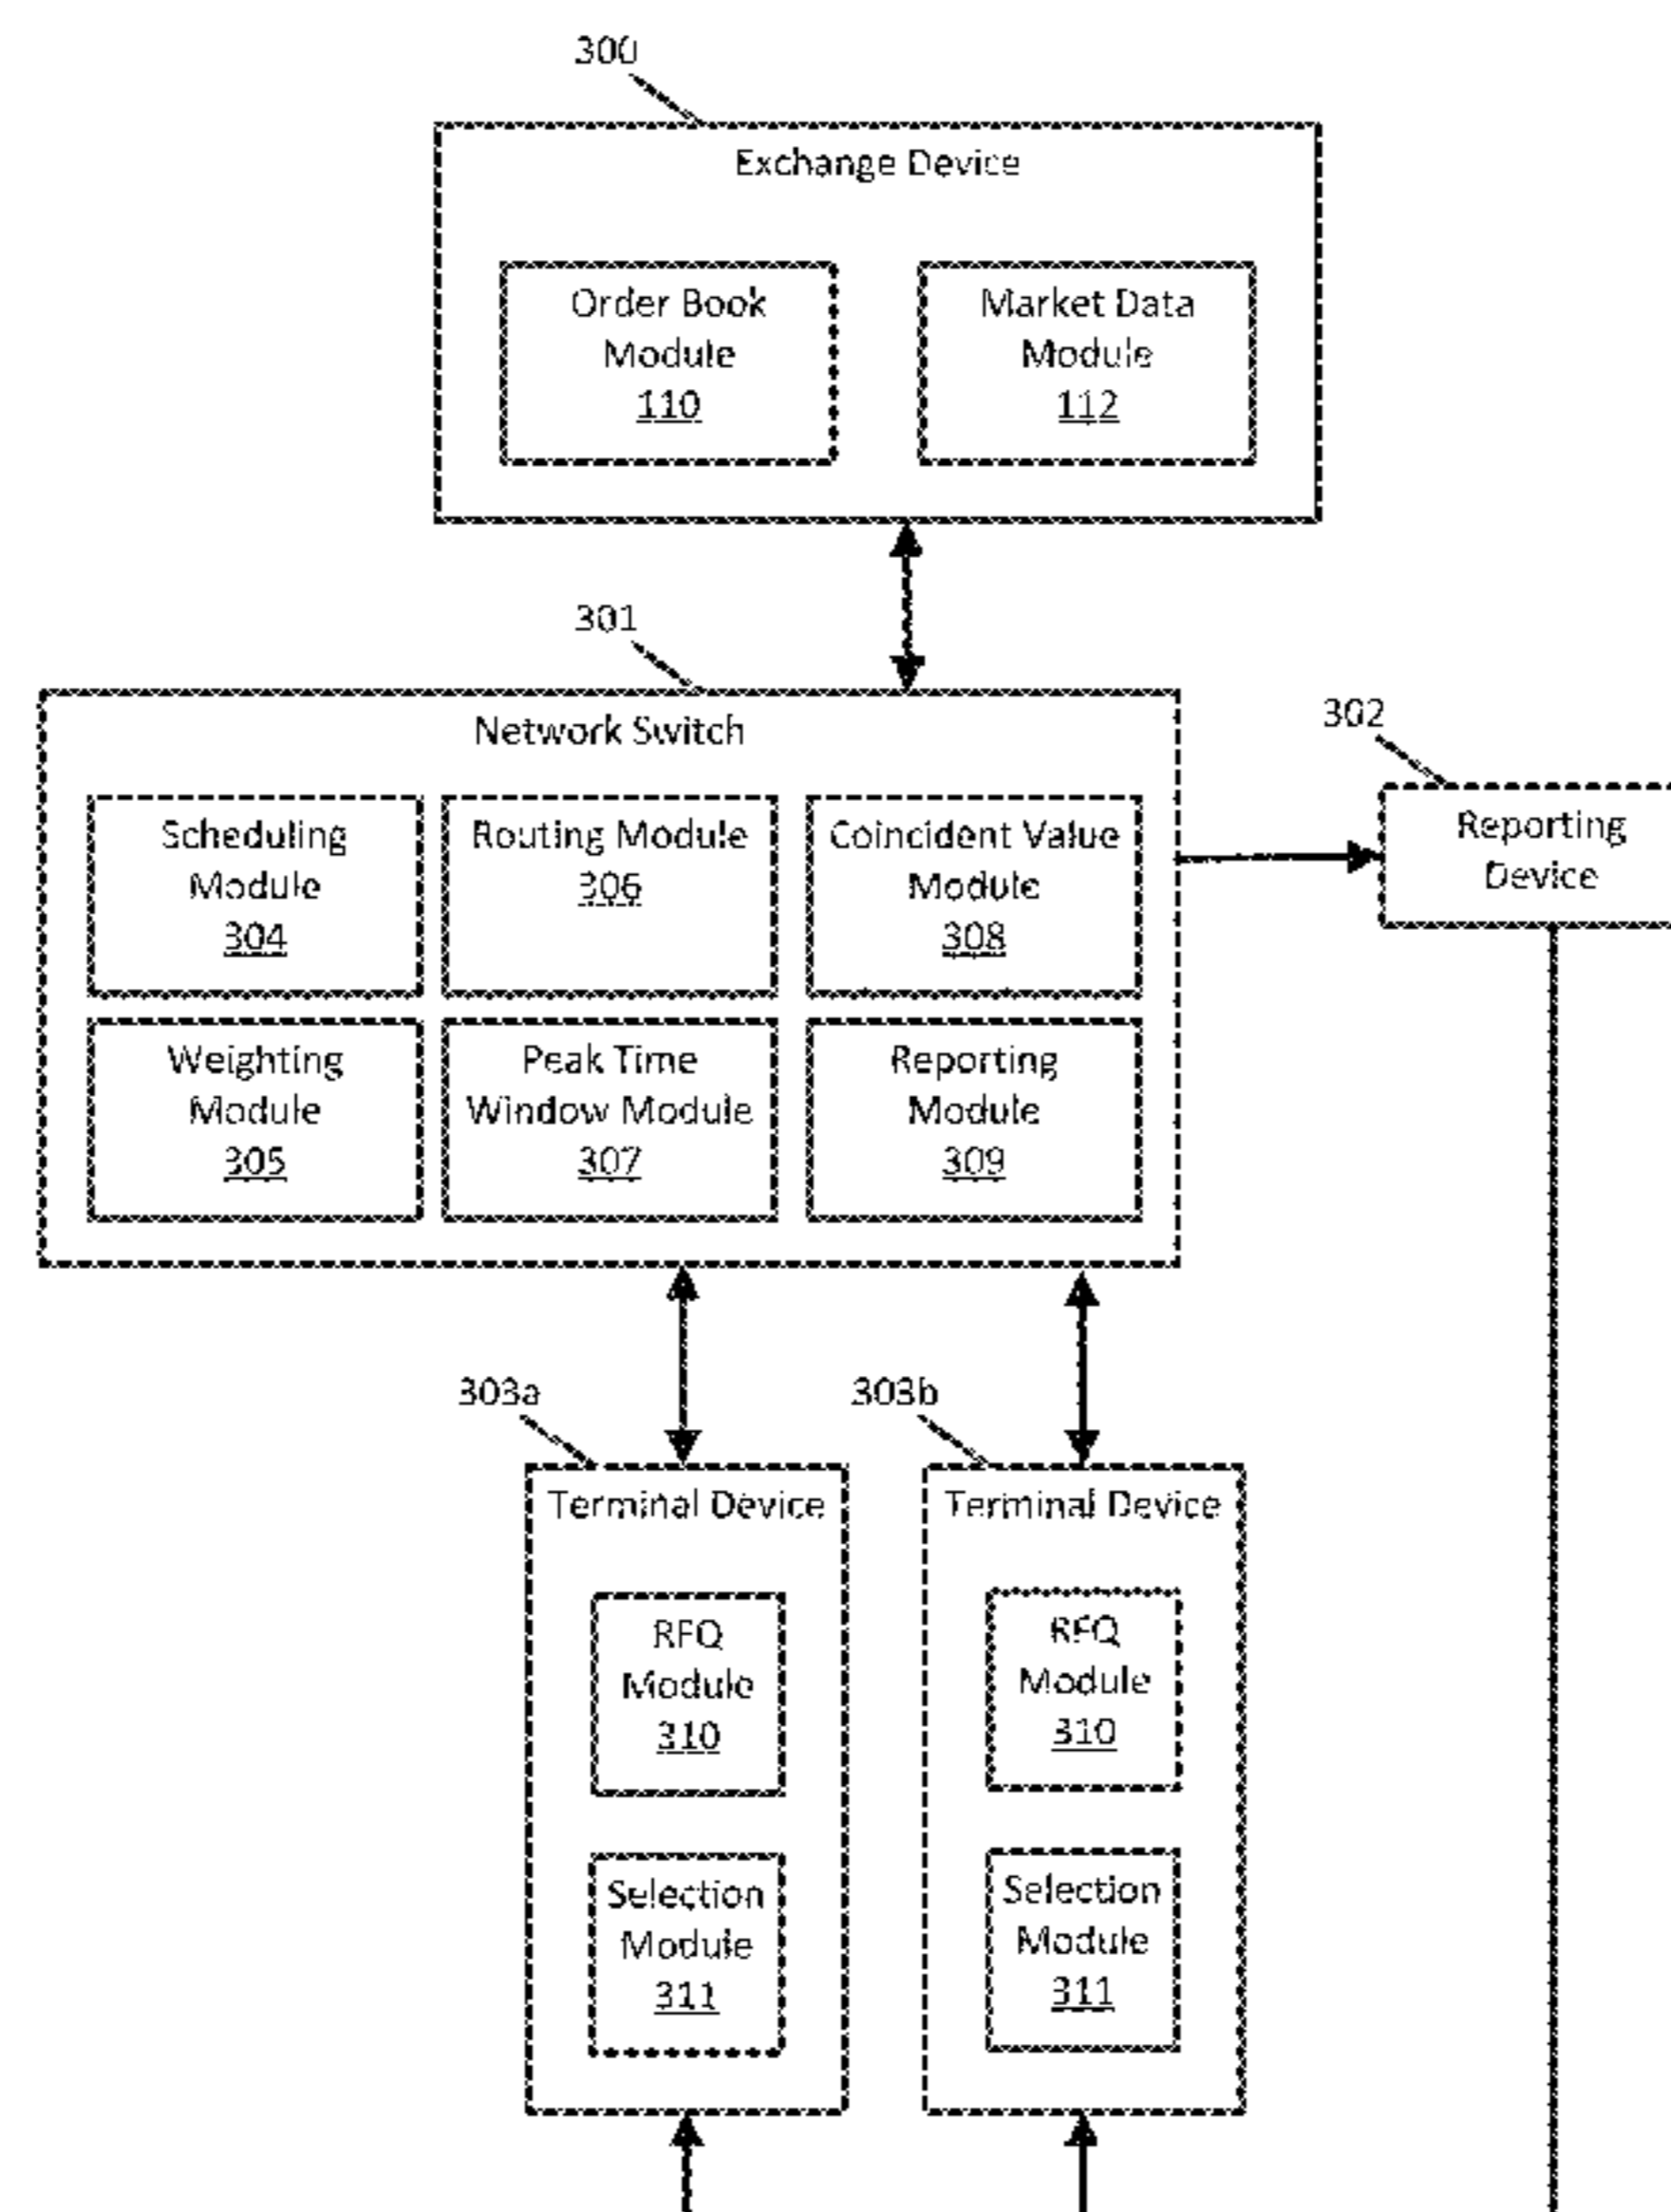 300
Exchange Device
Order Book
Module
110
Market Data
Module
112
301
Network Switch
Scheduling
Module
304
Routing Module
306
Coincident Value
Module
308
Weighting
Module
305
Peak Time
Window Module
307
Reporting
Module
309
302
Reporting
Device
303a
Terminal Device
RFQ
Module
310
Selection
Module
311
303b
Terminal Device
RFQ
Module
310
Selection
Module
311